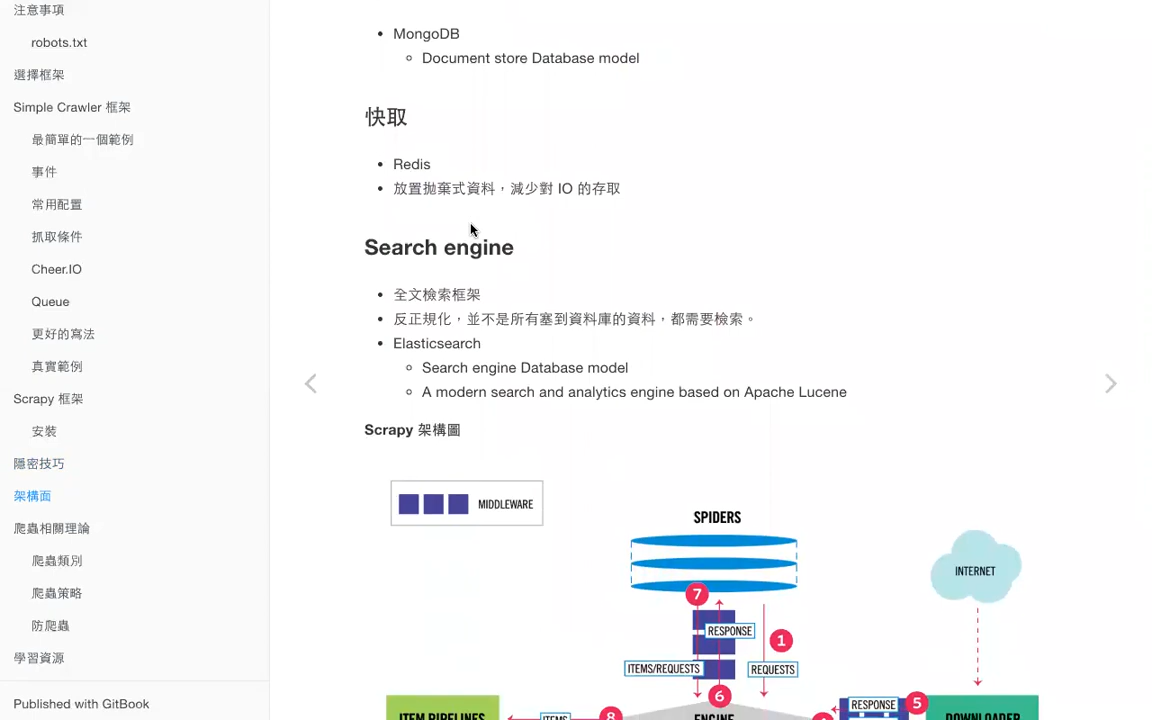 注意事項
robots.txt
選擇框架
Simple Crawler 框架
最簡單的一個範例
事件
常用配置
抓取條件
Cheer.IO
Queue
更好的寫法
真實範例
Scrapy 框架
安裝
隱密技巧
架構面
爬蟲相關理論
爬蟲類別
爬蟲策略
防爬蟲
學習資源
Published with GitBook
MongoDB
Document store Database model
快取
Redis
放置拋棄式資料，減少對 IO 的存取
Search engine
全文檢索框架
反正規化，並不是所有塞到資料庫的資料，都需要檢索。
Elasticsearch
Search engine Database model
A modern search and analytics engine based on Apache Lucene
Scrapy 架構圖
MIDDLEWARE
SPIDERS
INTERNET
7
RESPONSE
1
ITEMS/REQUESTS
REQUESTS
6
RESPONSE
5
ITEM PIPELINES
ITEMS
8
ENGINE
DOWNLOADER